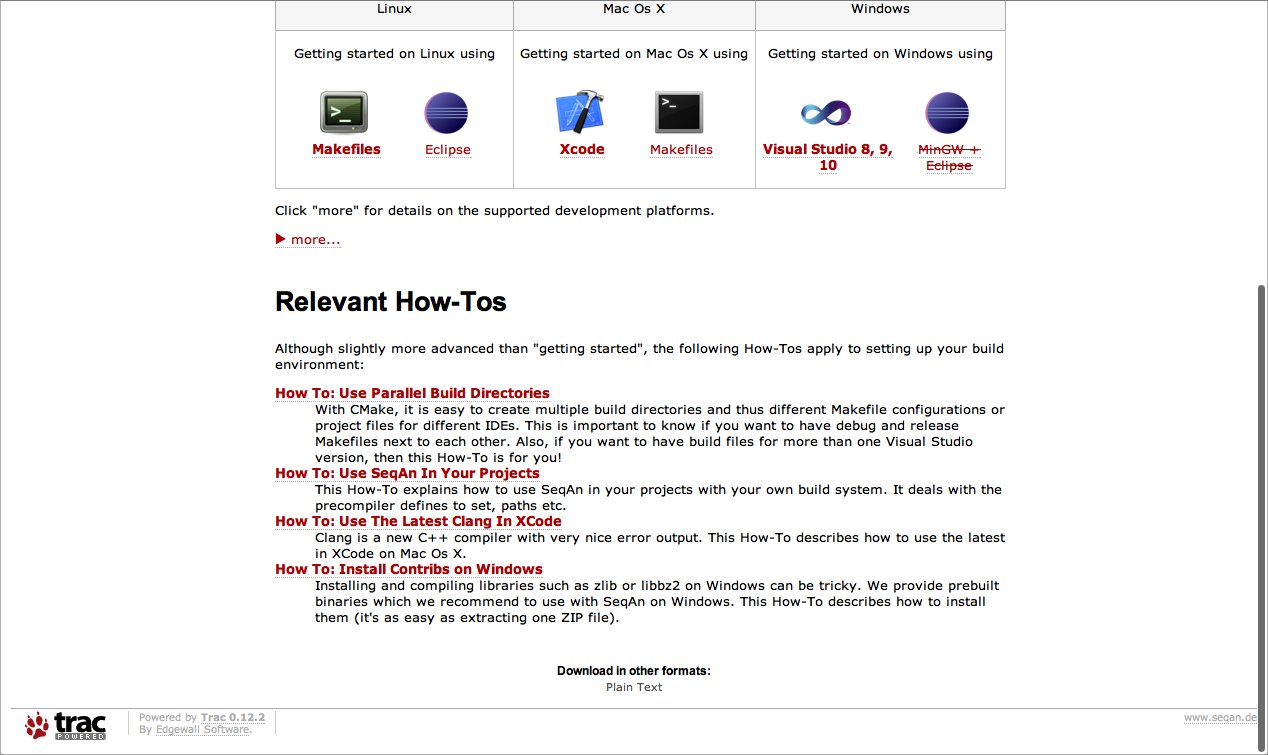 Linux Mac Os X Windows
Getting started on Linux using Getting started on Mac Os X using Getting started on Windows using
Makefiles Eclipse Xcode Makefiles Visual Studio 8, 9, MinGW +
10 Eclipse
Click "more" for details on the supported development platforms.
more...
Relevant How-Tos
Although slightly more advanced than "getting started", the following How-Tos apply to setting up your build
environment:
How To: Use Parallel Build Directories
With CMake, it is easy to create multiple build directories and thus different Makefile configurations or
project files for different IDEs. This is important to know if you want to have debug and release
Makefiles next to each other. Also, if you want to have build files for more than one Visual Studio
version, then this How-To is for you!
How To: Use SeqAn In Your Projects
This How-To explains how to use SeqAn in your projects with your own build system. It deals with the
precompiler defines to set, paths etc.
How To: Use The Latest Clang In XCode
Clang is a new C++ compiler with very nice error output. This How-To describes how to use the latest
in XCode on Mac Os X.
How To: Install Contribs on Windows
Installing and compiling libraries such as zlib or libbz2 on Windows can be tricky. We provide prebuilt
binaries which we recommend to use with SeqAn on Windows. This How-To describes how to install
them (it's as easy as extracting one ZIP file).
Download in other formats:
Plain Text
trac
POWERED
Powered by Trac 0.12.2
By Edgewall Software.
www.seqan.de